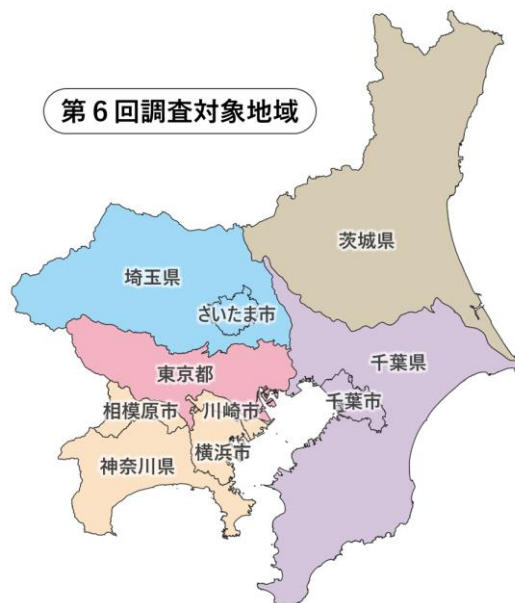 第6回調査対象地域
茨城県
埼玉県
さいたま市
千葉県
東京都
千葉市
相模原市
川崎市
横浜市
神奈川県